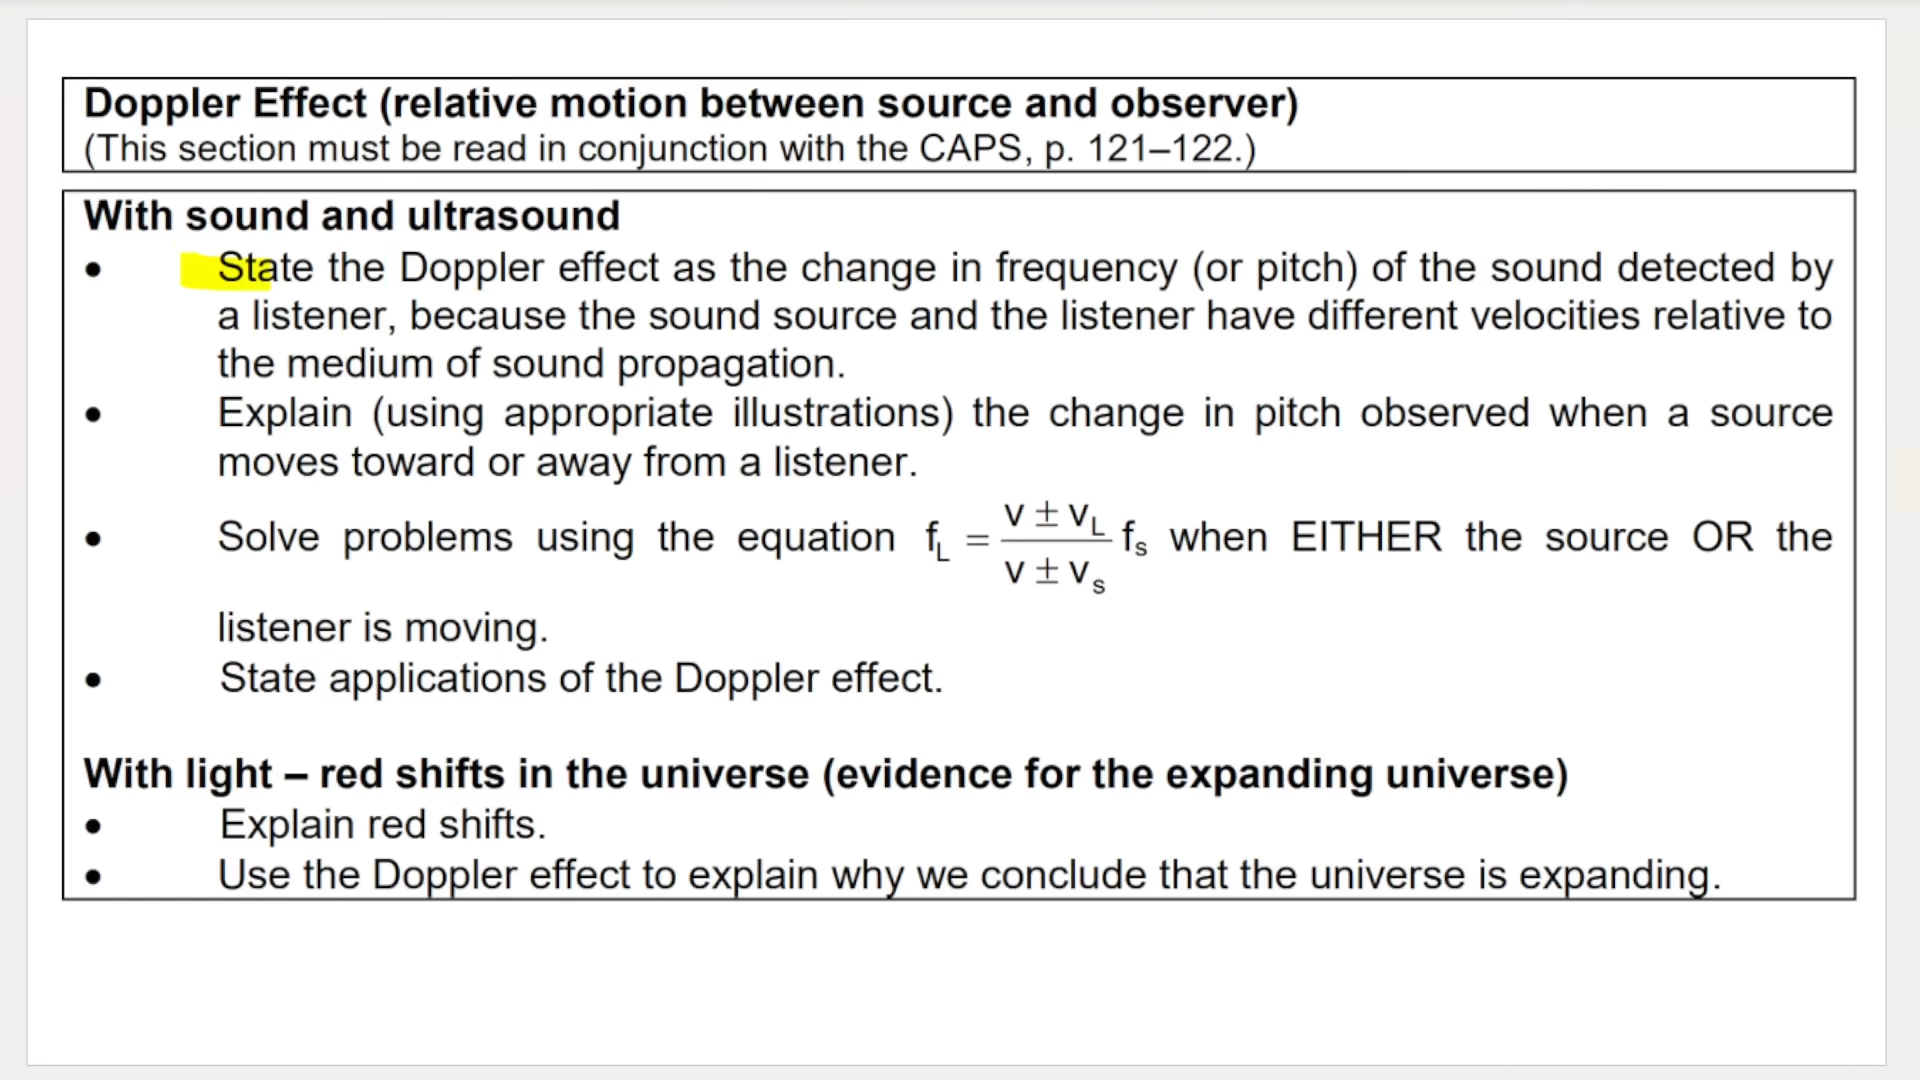 Doppler Effect (relative motion between source and observer)
(This section must be read in conjunction with the CAPS, p. 121–122.)
With sound and ultrasound
• State the Doppler effect as the change in frequency (or pitch) of the sound detected by
a listener, because the sound source and the listener have different velocities relative to
the medium of sound propagation.
• Explain (using appropriate illustrations) the change in pitch observed when a source
moves toward or away from a listener.
• Solve problems using the equation f_L = (v ± v_L)/(v ± v_s) f_s when EITHER the source OR the
listener is moving.
• State applications of the Doppler effect.
With light – red shifts in the universe (evidence for the expanding universe)
• Explain red shifts.
• Use the Doppler effect to explain why we conclude that the universe is expanding.